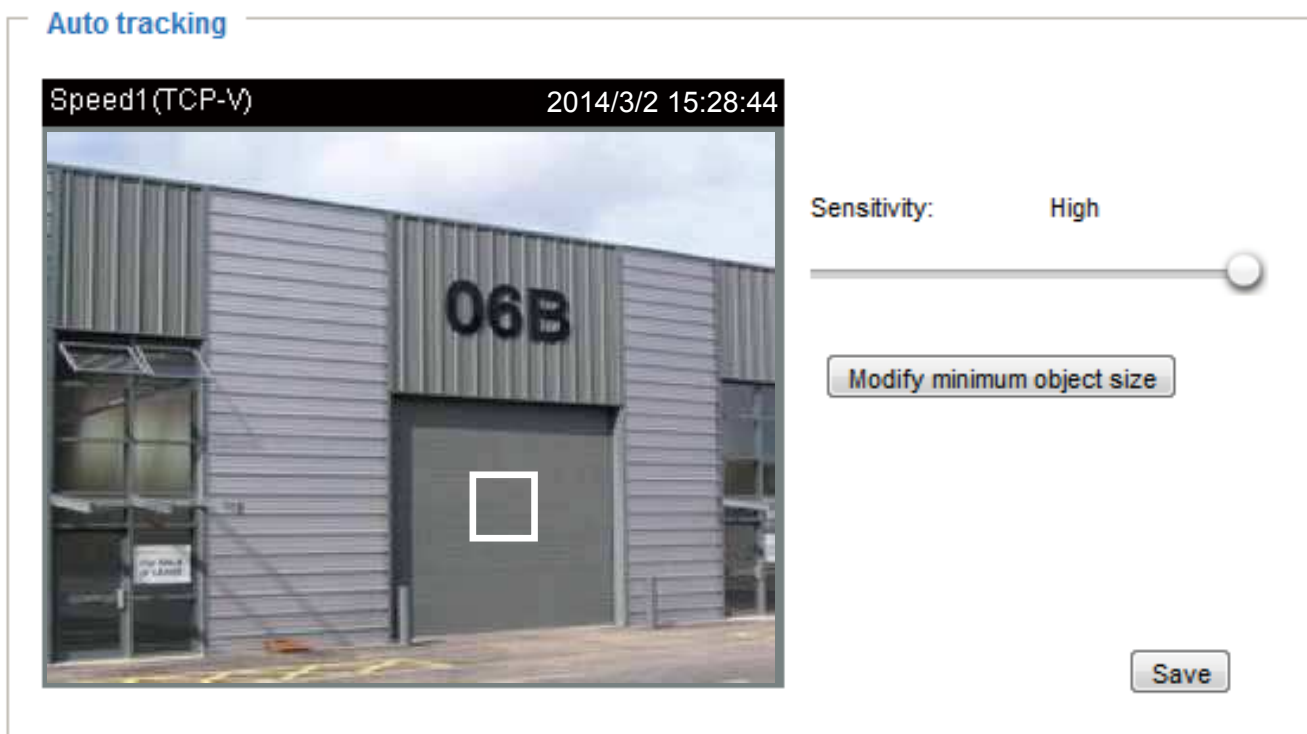 Auto tracking
Speed1(TCP-V) 2014/3/2 15:28:44
Sensitivity: High
06B
Modify minimum object size
Save